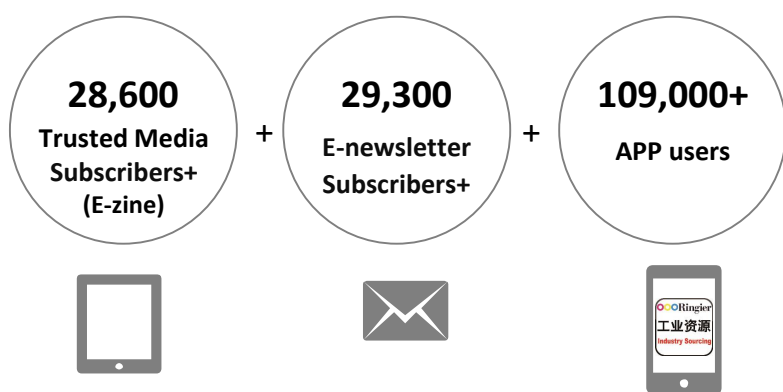 28,600
Trusted Media
Subscribers+
(E-zine)
+
29,300
E-newsletter
Subscribers+
+
109,000+
APP users
Ringier
工业资源
Industry Sourcing